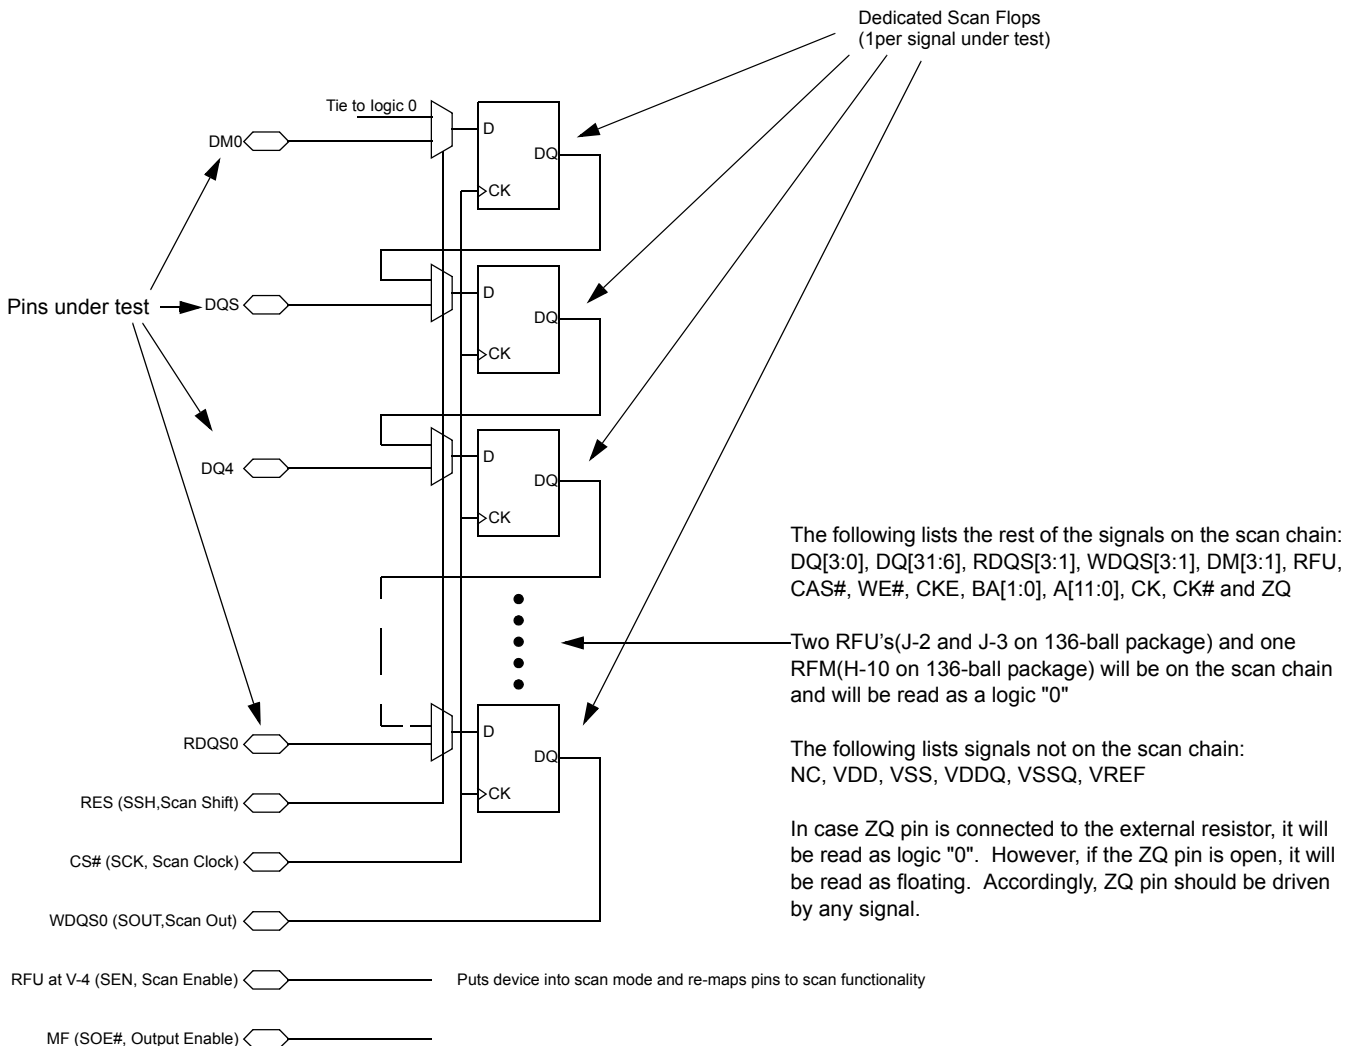 Dedicated Scan Flops
(1per signal under test)
Tie to logic 0
DM0
D
DQ
CK
Pins under test
DQS
D
DQ
CK
DQ4
D
DQ
CK
The following lists the rest of the signals on the scan chain:
DQ[3:0], DQ[31:6], RDQS[3:1], WDQS[3:1], DM[3:1], RFU,
CAS#, WE#, CKE, BA[1:0], A[11:0], CK, CK# and ZQ
Two RFU's(J-2 and J-3 on 136-ball package) and one
RFM(H-10 on 136-ball package) will be on the scan chain
and will be read as a logic "0"
The following lists signals not on the scan chain:
NC, VDD, VSS, VDDQ, VSSQ, VREF
In case ZQ pin is connected to the external resistor, it will
be read as logic "0".  However, if the ZQ pin is open, it will
be read as floating.  Accordingly, ZQ pin should be driven
by any signal.
RDQS0
D
DQ
CK
RES (SSH,Scan Shift)
CS# (SCK, Scan Clock)
WDQS0 (SOUT,Scan Out)
RFU at V-4 (SEN, Scan Enable)
Puts device into scan mode and re-maps pins to scan functionality
MF (SOE#, Output Enable)